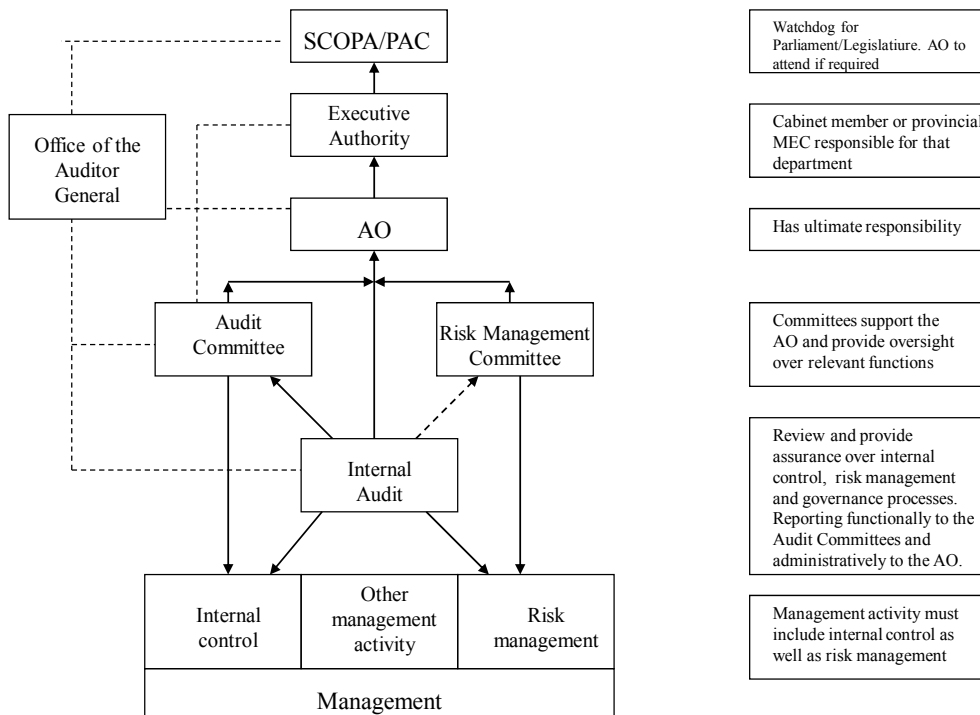 SCOPA/PAC
Executive
Authority
Office of the
Auditor
General
AO
Audit
Committee
Risk Management
Committee
Internal
Audit
Internal
control
Other
management
activity
Risk
management
Management
Watchdog for
Parliament/Legislatiure. AO to
attend if required
Cabinet member or provincial
MEC responsible for that
department
Has ultimate responsibility
Committees support the
AO and provide oversight
over relevant functions
Review and provide
assurance over internal
control, risk management
and governance processes.
Reporting functionally to the
Audit Committees and
administratively to the AO.
Management activity must
include internal control as
well as risk management